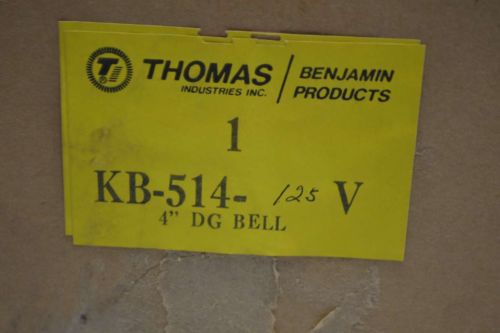 THOMAS
INDUSTRIES INC.
BENJAMIN
PRODUCTS
1
KB-514- 125 V
4" DG BELL